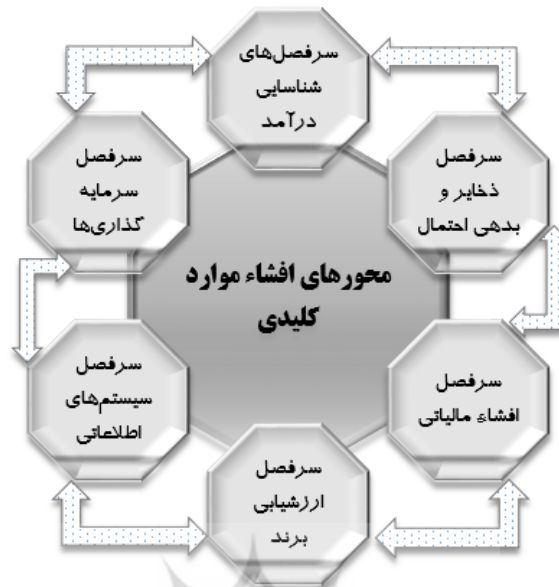 سرفصل‌های
شناسایی
درآمد
سرفصل
ذخایر و
بدهی احتمال
سرفصل
افشاء مالیاتی
سرفصل
ارزشیابی
برند
سرفصل
سیستم‌های
اطلاعاتی
سرفصل
سرمایه
گذاری‌ها
محورهای افشاء موارد
کلیدی